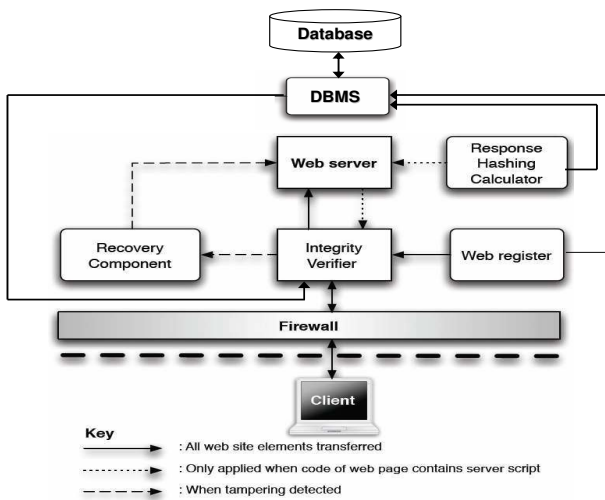 Database
DBMS
Web server
Response
Hashing
Calculator
Recovery
Component
Integrity
Verifier
Web register
Firewall
Client
Key
: All web site elements transferred
: Only applied when code of web page contains server script
: When tampering detected